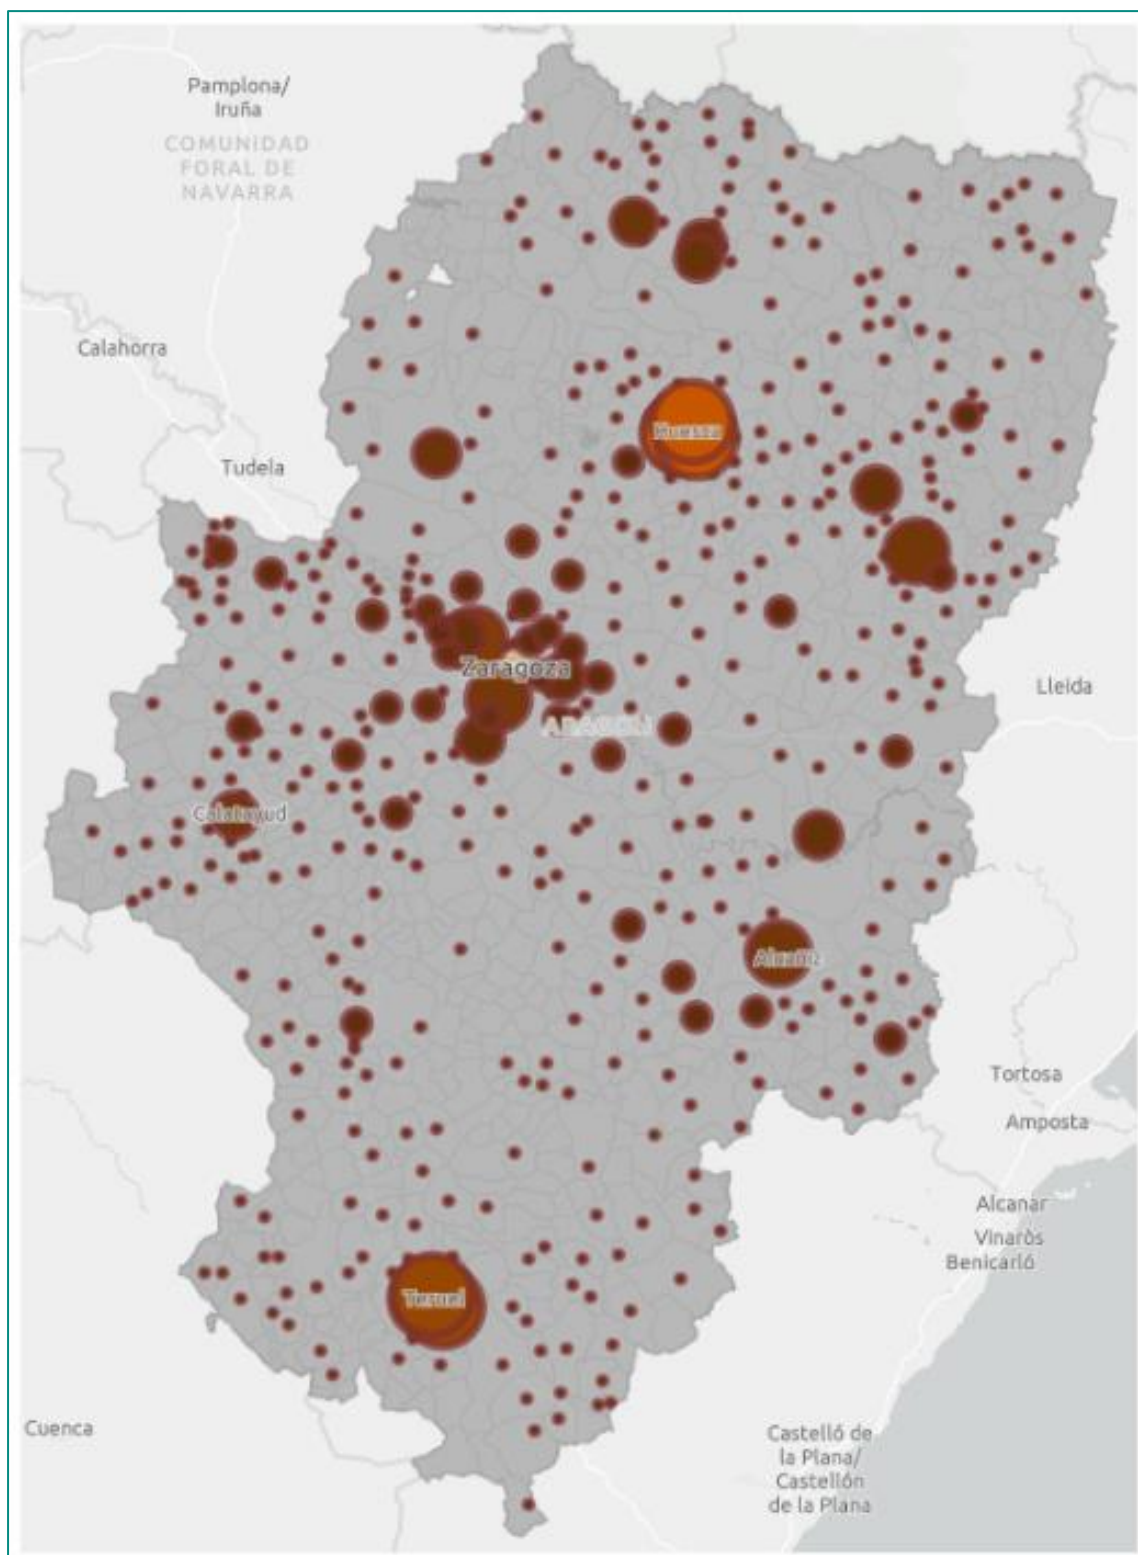 Pamplona/
Iruña
COMUNIDAD
FORAL DE
NAVARRA
Calahorra
Huesca
Tudela
Zaragoza
Lleida
ARAGÓN
Calatayud
Alcañiz
Tortosa
Amposta
Alcanar
Vinaròs
Benicarló
Teruel
Cuenca
Castelló de
la Plana/
Castellón
de la Plana